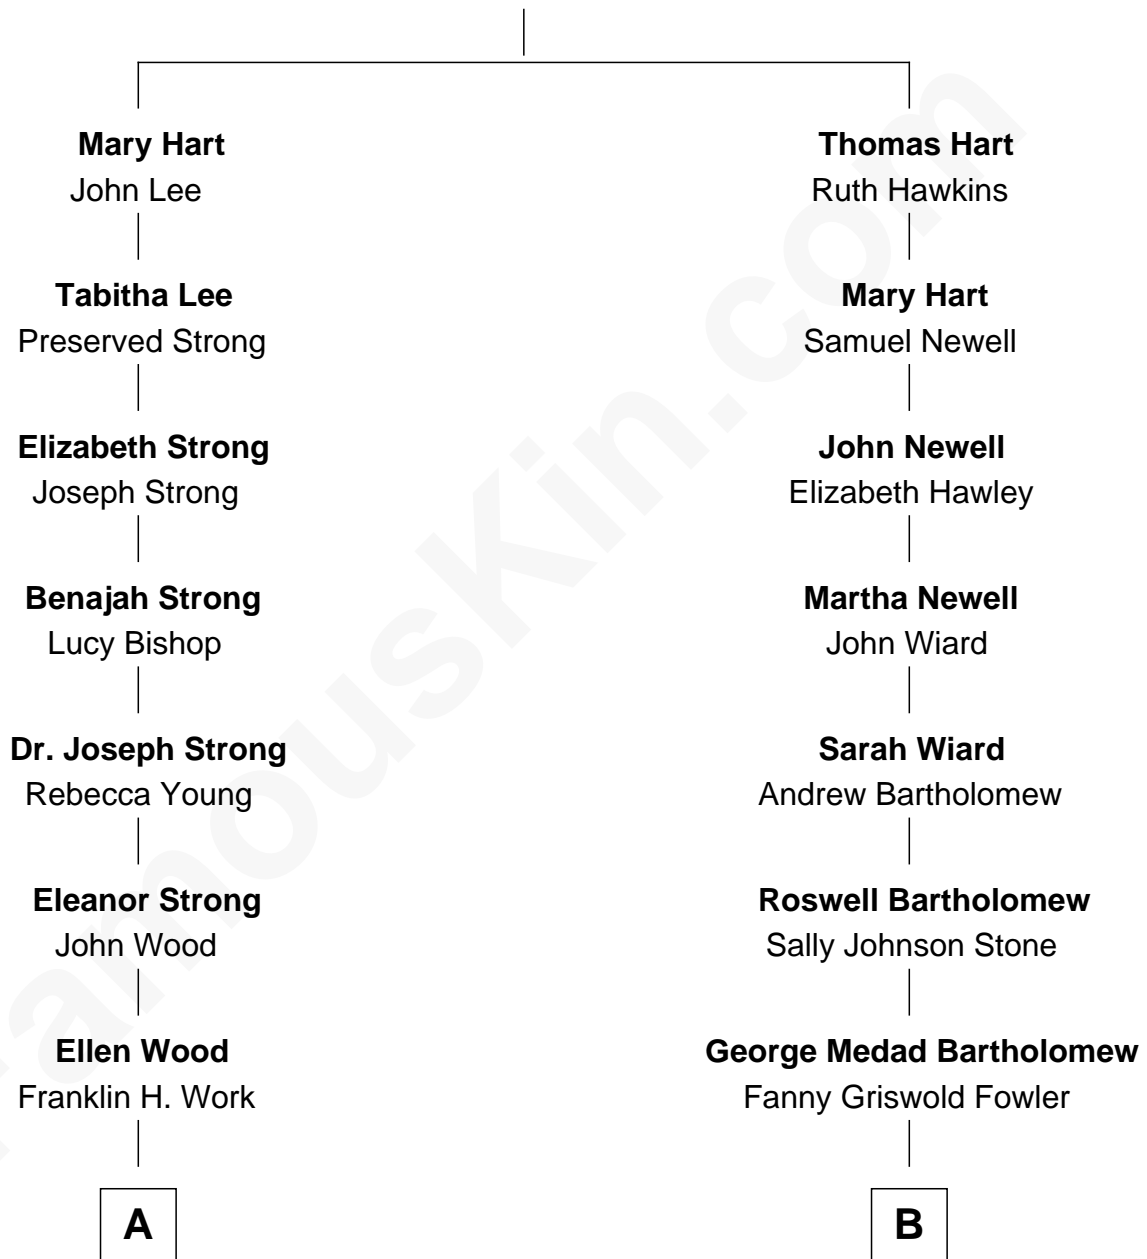 Mary Hart
John Lee
Thomas Hart
Ruth Hawkins
Tabitha Lee
Preserved Strong
Mary Hart
Samuel Newell
Elizabeth Strong
Joseph Strong
John Newell
Elizabeth Hawley
Benajah Strong
Lucy Bishop
Martha Newell
John Wiard
Dr. Joseph Strong
Rebecca Young
Sarah Wiard
Andrew Bartholomew
Eleanor Strong
John Wood
Roswell Bartholomew
Sally Johnson Stone
Ellen Wood
Franklin H. Work
George Medad Bartholomew
Fanny Griswold Fowler
A
B
FamousKin.com